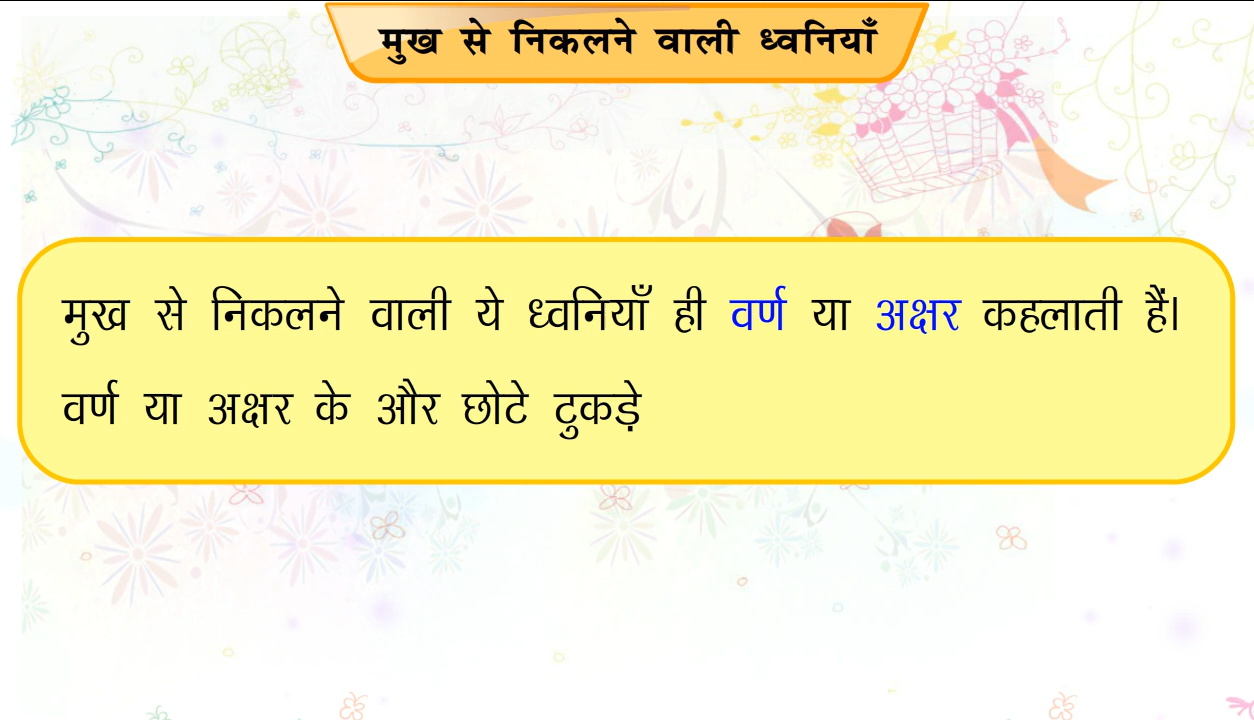 मुख से निकलने वाली ध्वनियाँ
मुख से निकलने वाली ये ध्वनियाँ ही वर्ण या अक्षर कहलाती हैं।
वर्ण या अक्षर के और छोटे टुकड़े